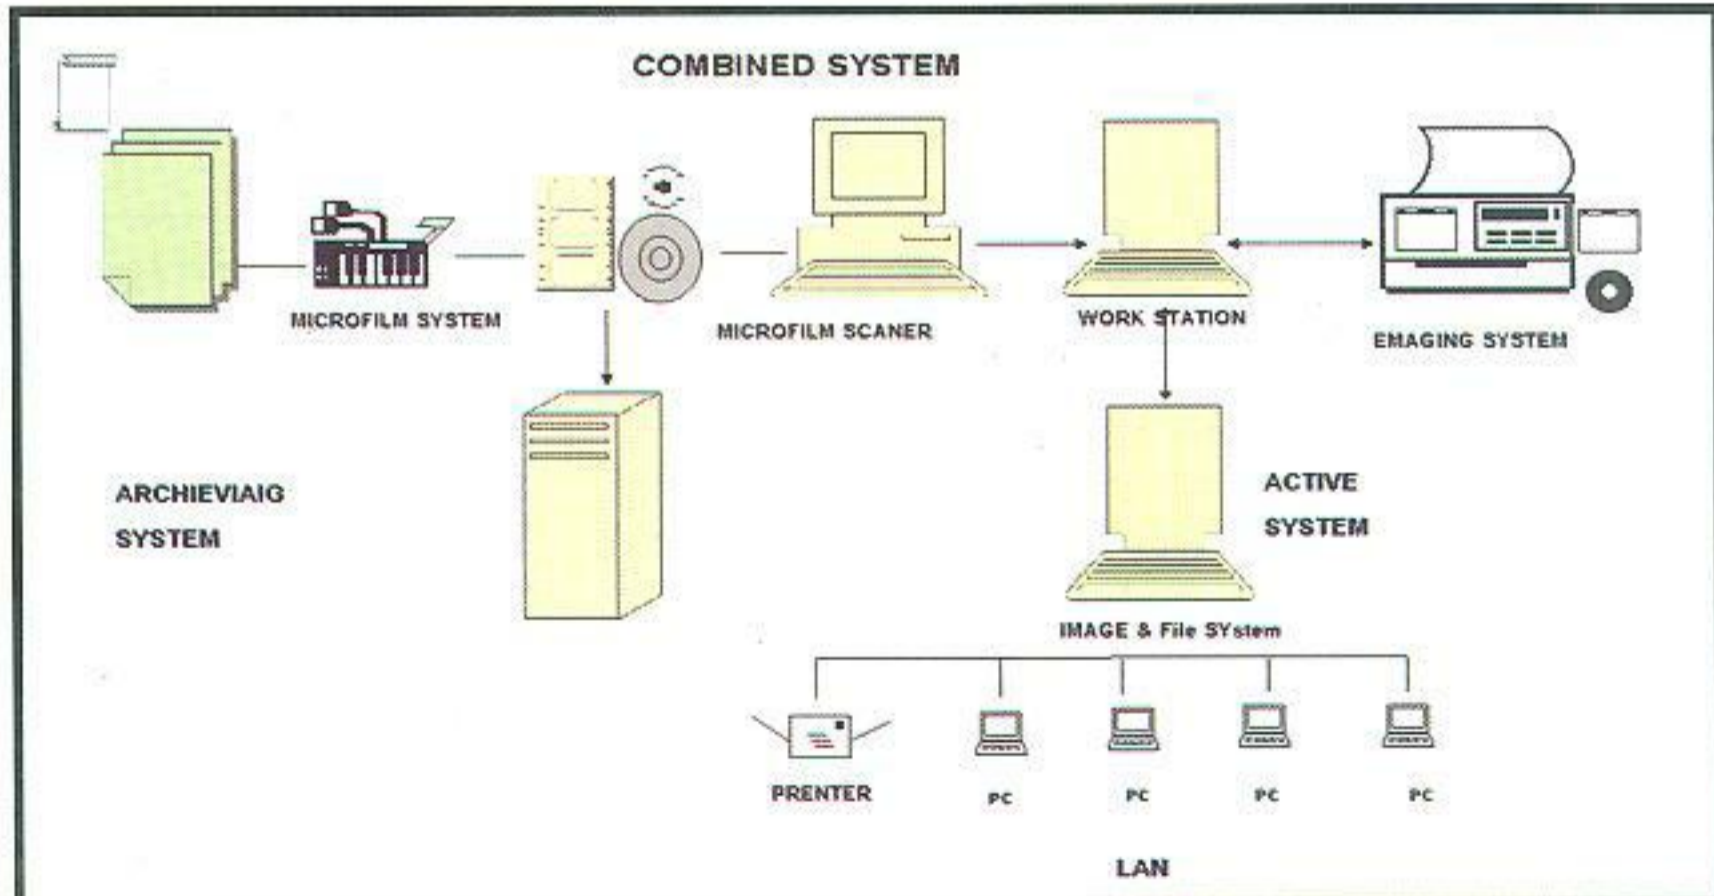 COMBINED SYSTEM
MICROFILM SYSTEM
MICROFILM SCANER
WORK STATION
EMAGING SYSTEM
ARCHIEVIAIG
SYSTEM
ACTIVE
SYSTEM
IMAGE & File SYstem
PRENTER
PC
PC
PC
PC
LAN